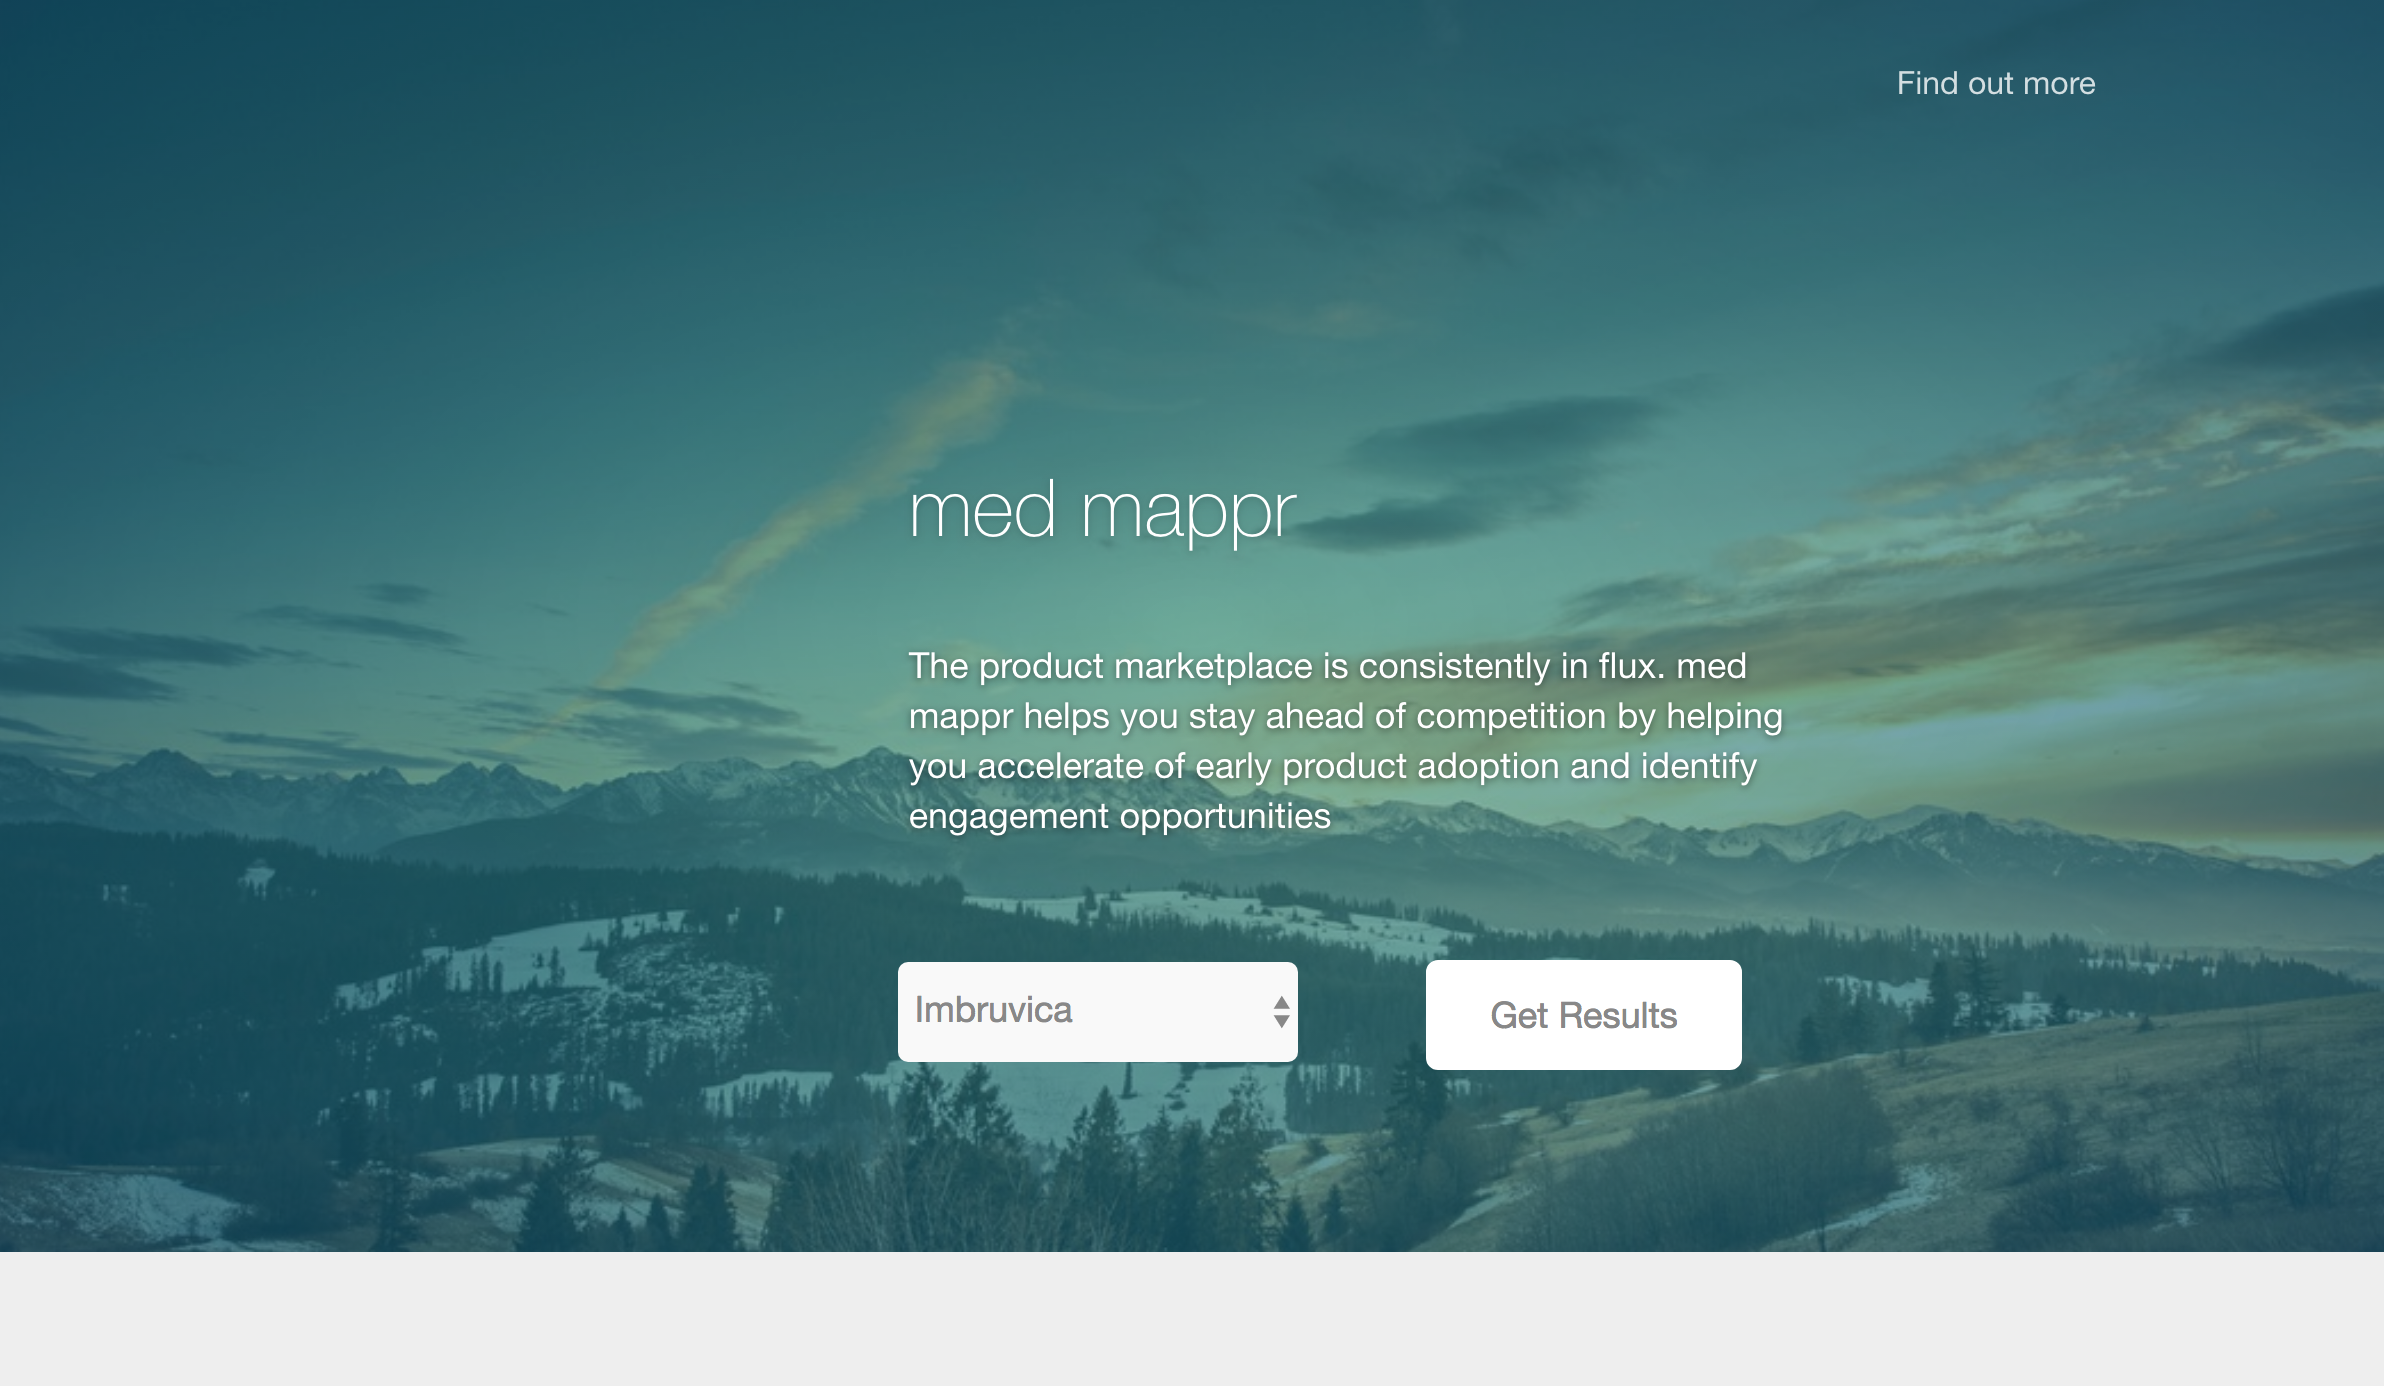 Find out more
med mappr
The product marketplace is consistently in flux. med
mappr helps you stay ahead of competition by helping
you accelerate of early product adoption and identify
engagement opportunities
Imbruvica
Get Results